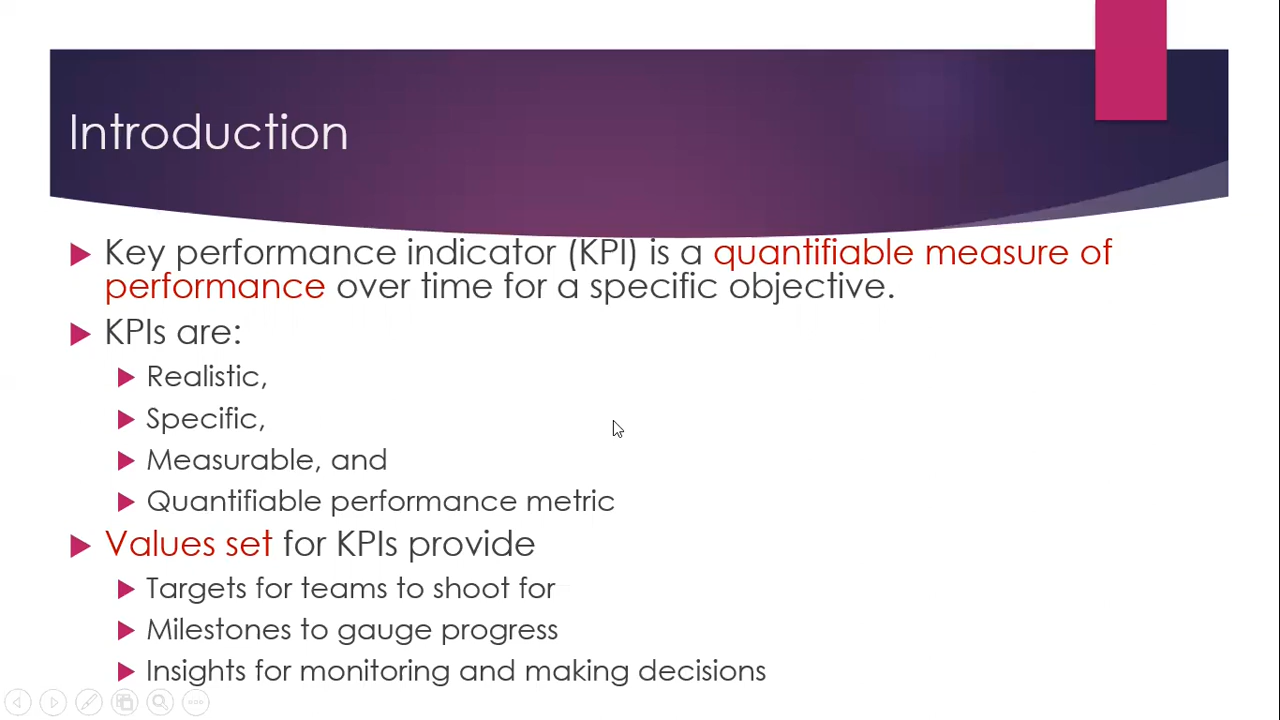 Introduction
Key performance indicator (KPI) is a quantifiable measure of
performance over time for a specific objective.
KPIs are:
Realistic,
Specific,
Measurable, and
Quantifiable performance metric
Values set for KPIs provide
Targets for teams to shoot for
Milestones to gauge progress
Insights for monitoring and making decisions